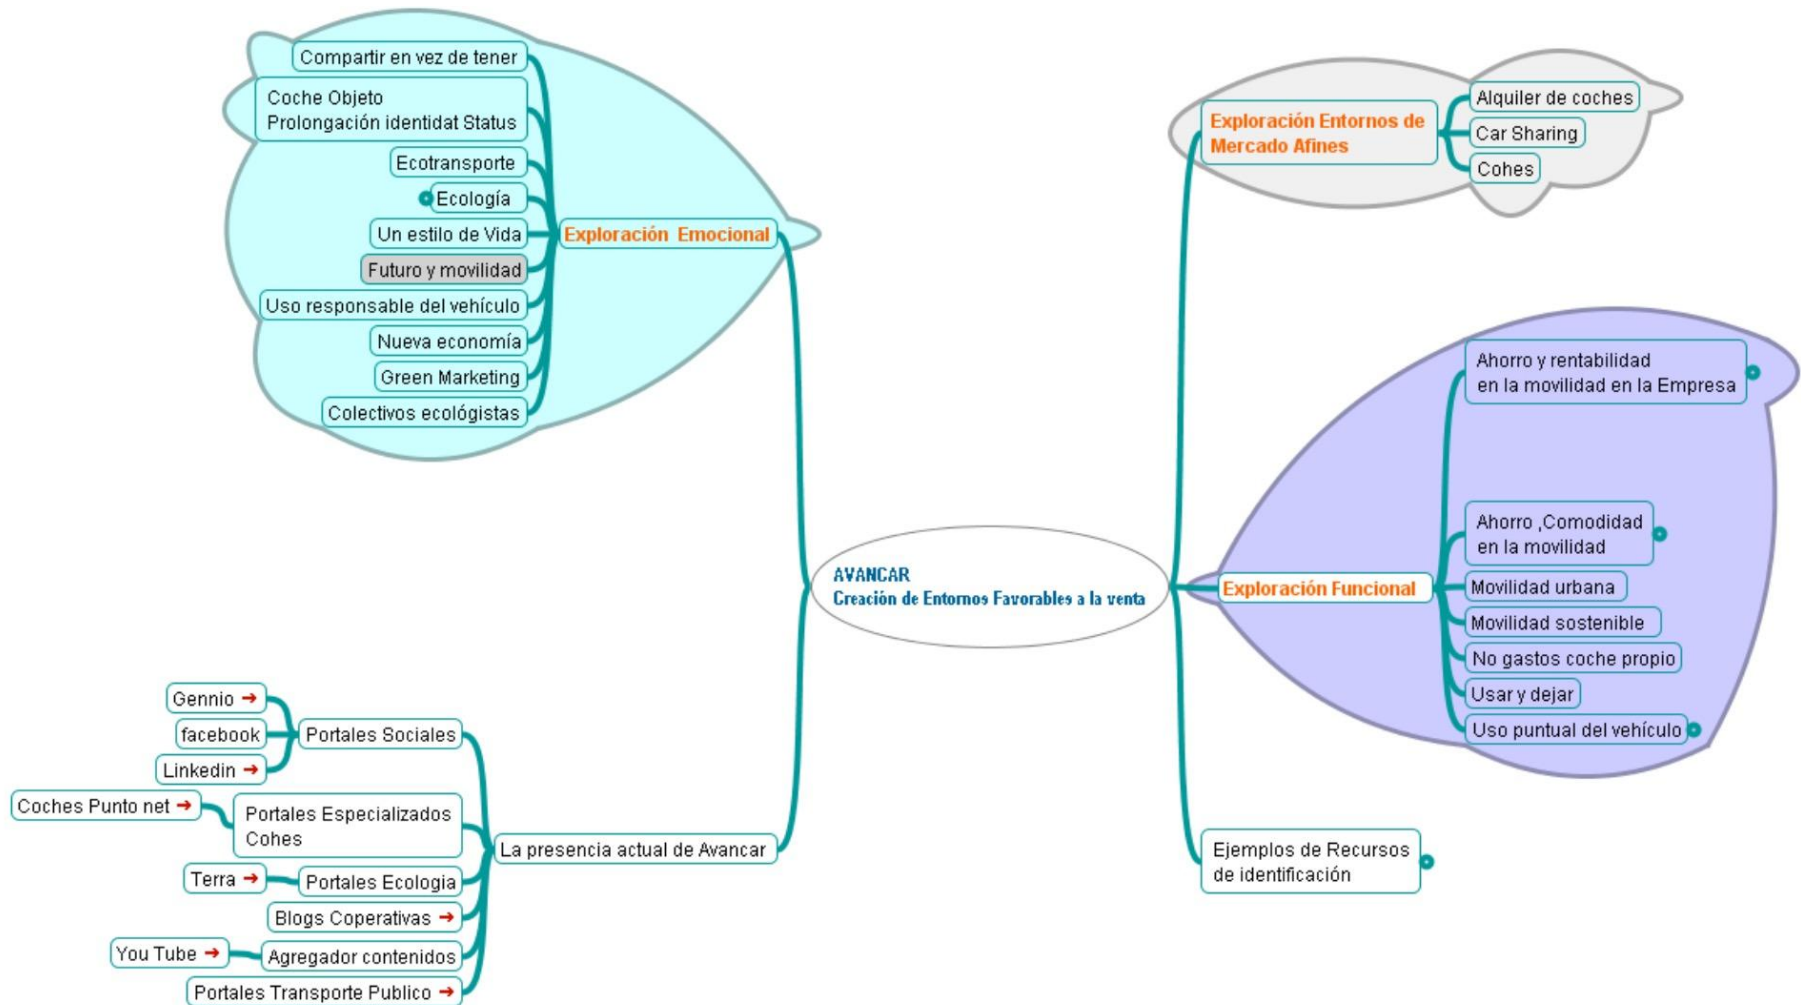 Compartir en vez de tener
Coche Objeto
Prolongación identidat Status
Ecotransporte
Ecología
Un estilo de Vida
Futuro y movilidad
Uso responsable del vehículo
Nueva economía
Green Marketing
Colectivos ecológistas
Exploración Emocional
Exploración Entornos de
Mercado Afines
Alquiler de coches
Car Sharing
Cohes
AVANCAR
Creación de Entornos Favorables a la venta
Exploración Funcional
Ahorro y rentabilidad
en la movilidad en la Empresa
Ahorro ,Comodidad
en la movilidad
Movilidad urbana
Movilidad sostenible
No gastos coche propio
Usar y dejar
Uso puntual del vehículo
Gennio
facebook
Linkedin
Portales Sociales
Coches Punto net
Portales Especializados
Cohes
Terra
Portales Ecologia
Blogs Coperativas
You Tube
Agregador contenidos
Portales Transporte Publico
La presencia actual de Avancar
Ejemplos de Recursos
de identificación